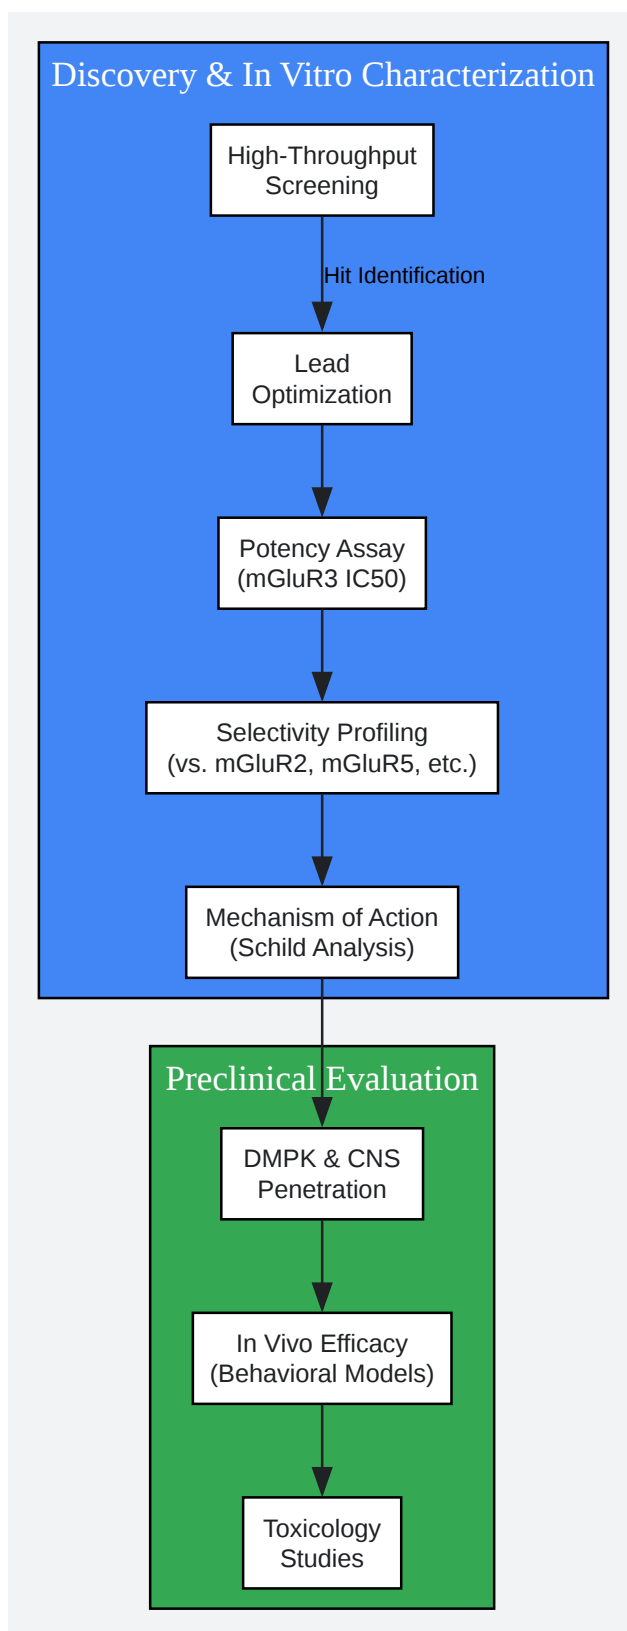 Discovery & In Vitro Characterization
High-Throughput
Screening
Hit Identification
Lead
Optimization
Potency Assay
(mGluR3 IC50)
Selectivity Profiling
(vs. mGluR2, mGluR5, etc.)
Mechanism of Action
(Schild Analysis)
Preclinical Evaluation
DMPK & CNS
Penetration
In Vivo Efficacy
(Behavioral Models)
Toxicology
Studies